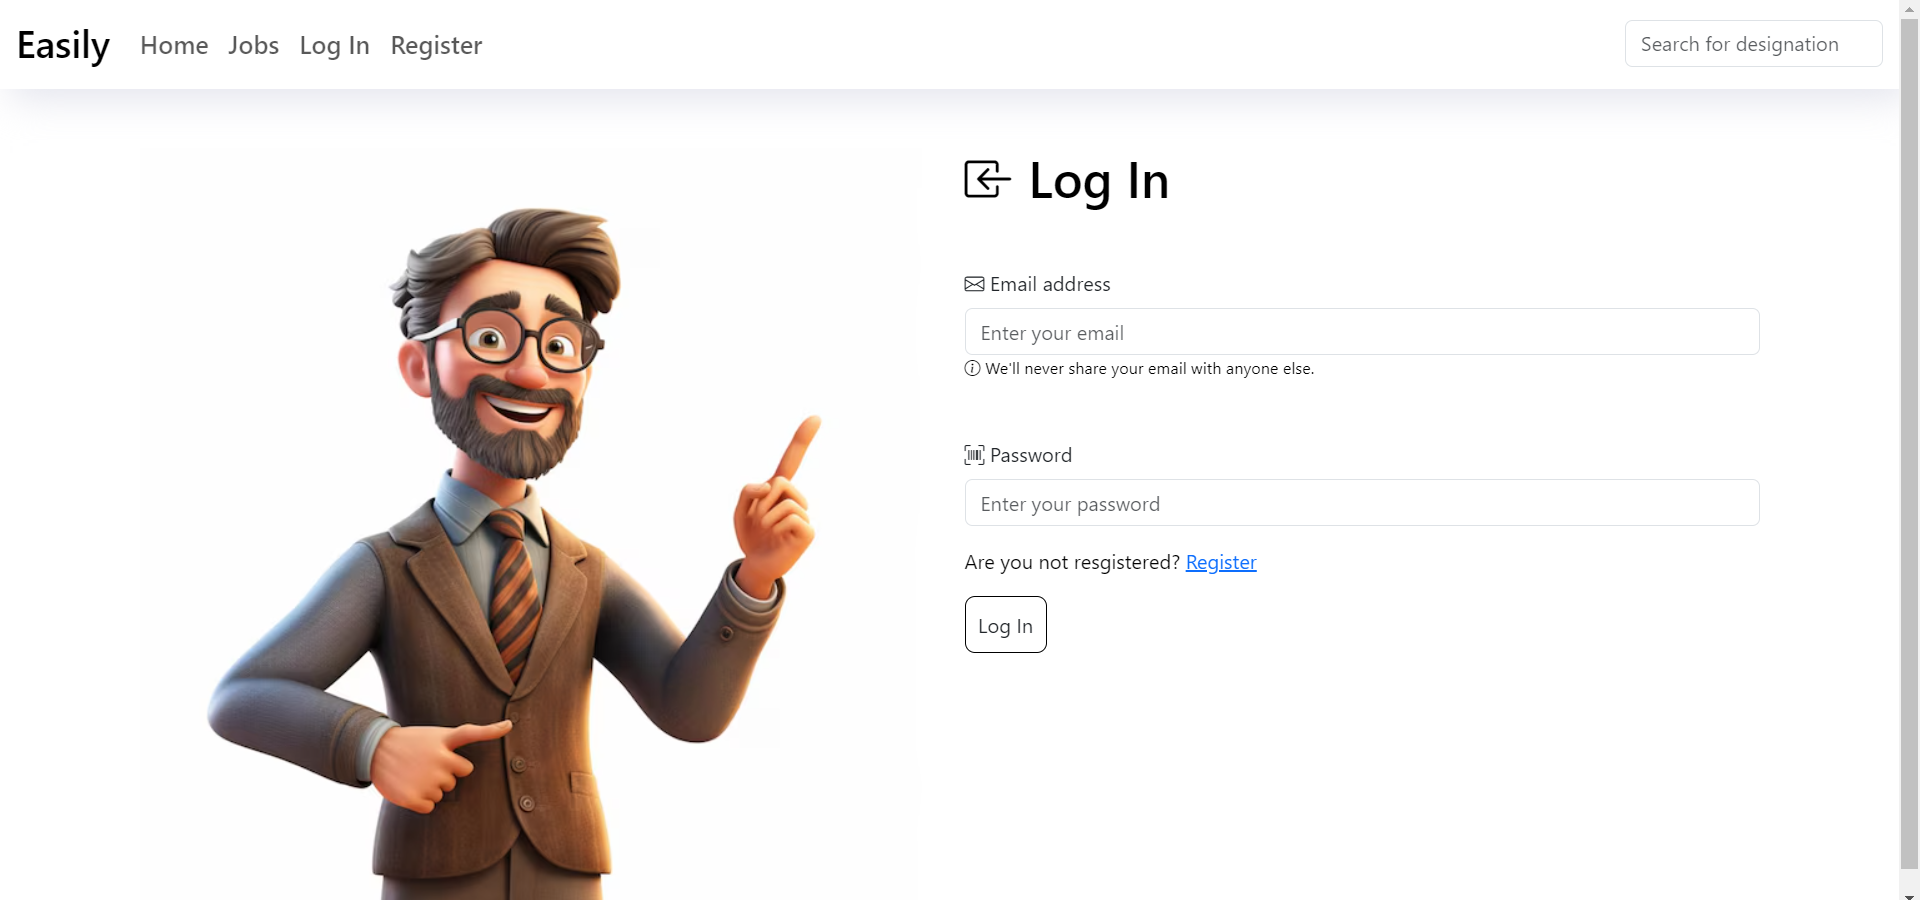 Easily Home Jobs Log In Register Search for designation
Log In
Email address
Enter your email
We'll never share your email with anyone else.
Password
Enter your password
Are you not resgistered? Register
Log In